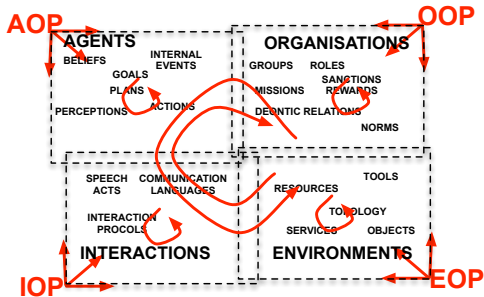 AOP
OOP
AGENTS
BELIEFS
INTERNAL
EVENTS
GOALS
PLANS
PERCEPTIONS
ACTIONS
ORGANISATIONS
GROUPS
ROLES
SANCTIONS
MISSIONS
REWARDS
DEONTIC RELATIONS
NORMS
SPEECH
ACTS
COMMUNICATION
LANGUAGES
INTERACTION
PROCOLS
INTERACTIONS
TOOLS
RESOURCES
TOPOLOGY
SERVICES
OBJECTS
ENVIRONMENTS
IOP
EOP